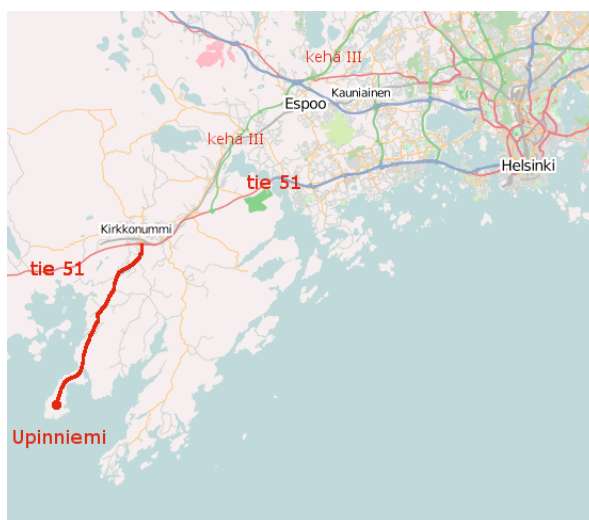 kehä III
Kauniainen
Espoo
kehä III
Helsinki
tie 51
Kirkkonummi
tie 51
Upinniemi